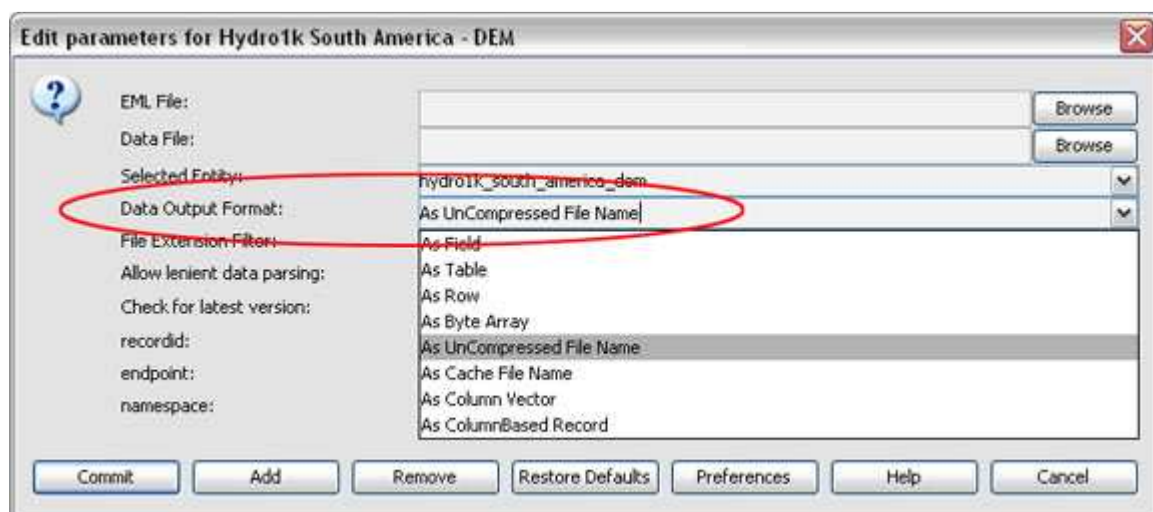 Edit parameters for Hydro1k South America - DEM
EML File:
Browse
Data File:
Browse
Selected Entity:
hydro1k_south_america_dem
Data Output Format:
As UnCompressed File Name
File Extension Filter:
As Field
Allow lenient data parsing:
As Table
As Row
Check for latest version:
As Byte Array
recordid:
As UnCompressed File Name
endpoint:
As Cache File Name
As Column Vector
namespace:
As ColumnBased Record
Commit Add Remove Restore Defaults Preferences Help Cancel